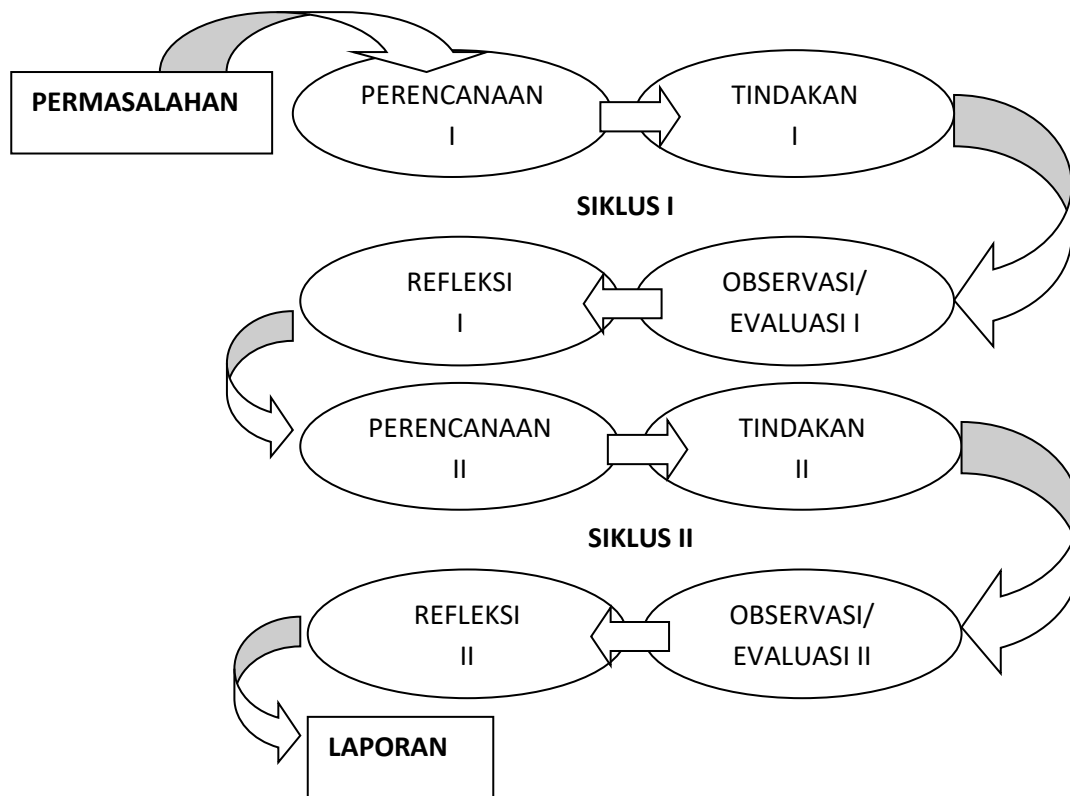 PERMASALAHAN
PERENCANAAN
I
TINDAKAN
I
SIKLUS I
REFLEKSI
I
OBSERVASI/
EVALUASI I
PERENCANAAN
II
TINDAKAN
II
SIKLUS II
REFLEKSI
II
OBSERVASI/
EVALUASI II
LAPORAN